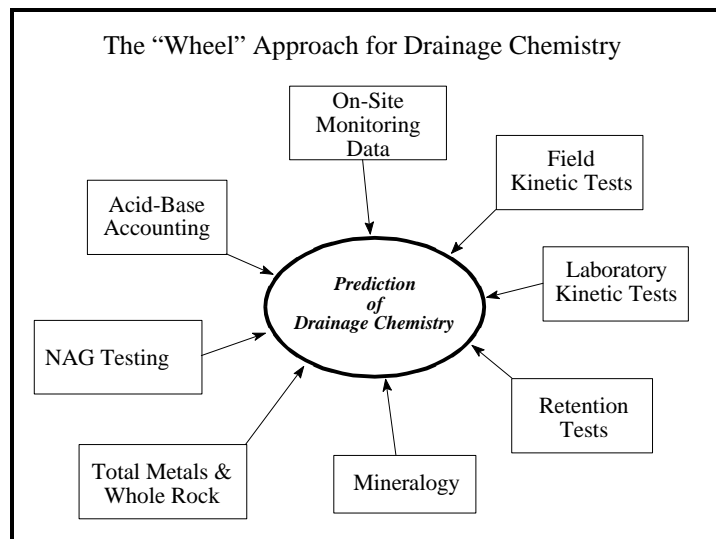 The “Wheel” Approach for Drainage Chemistry
On-Site
Monitoring
Data
Field
Kinetic Tests
Acid-Base
Accounting
Laboratory
Kinetic Tests
Prediction
of
Drainage Chemistry
NAG Testing
Retention
Tests
Total Metals &
Whole Rock
Mineralogy